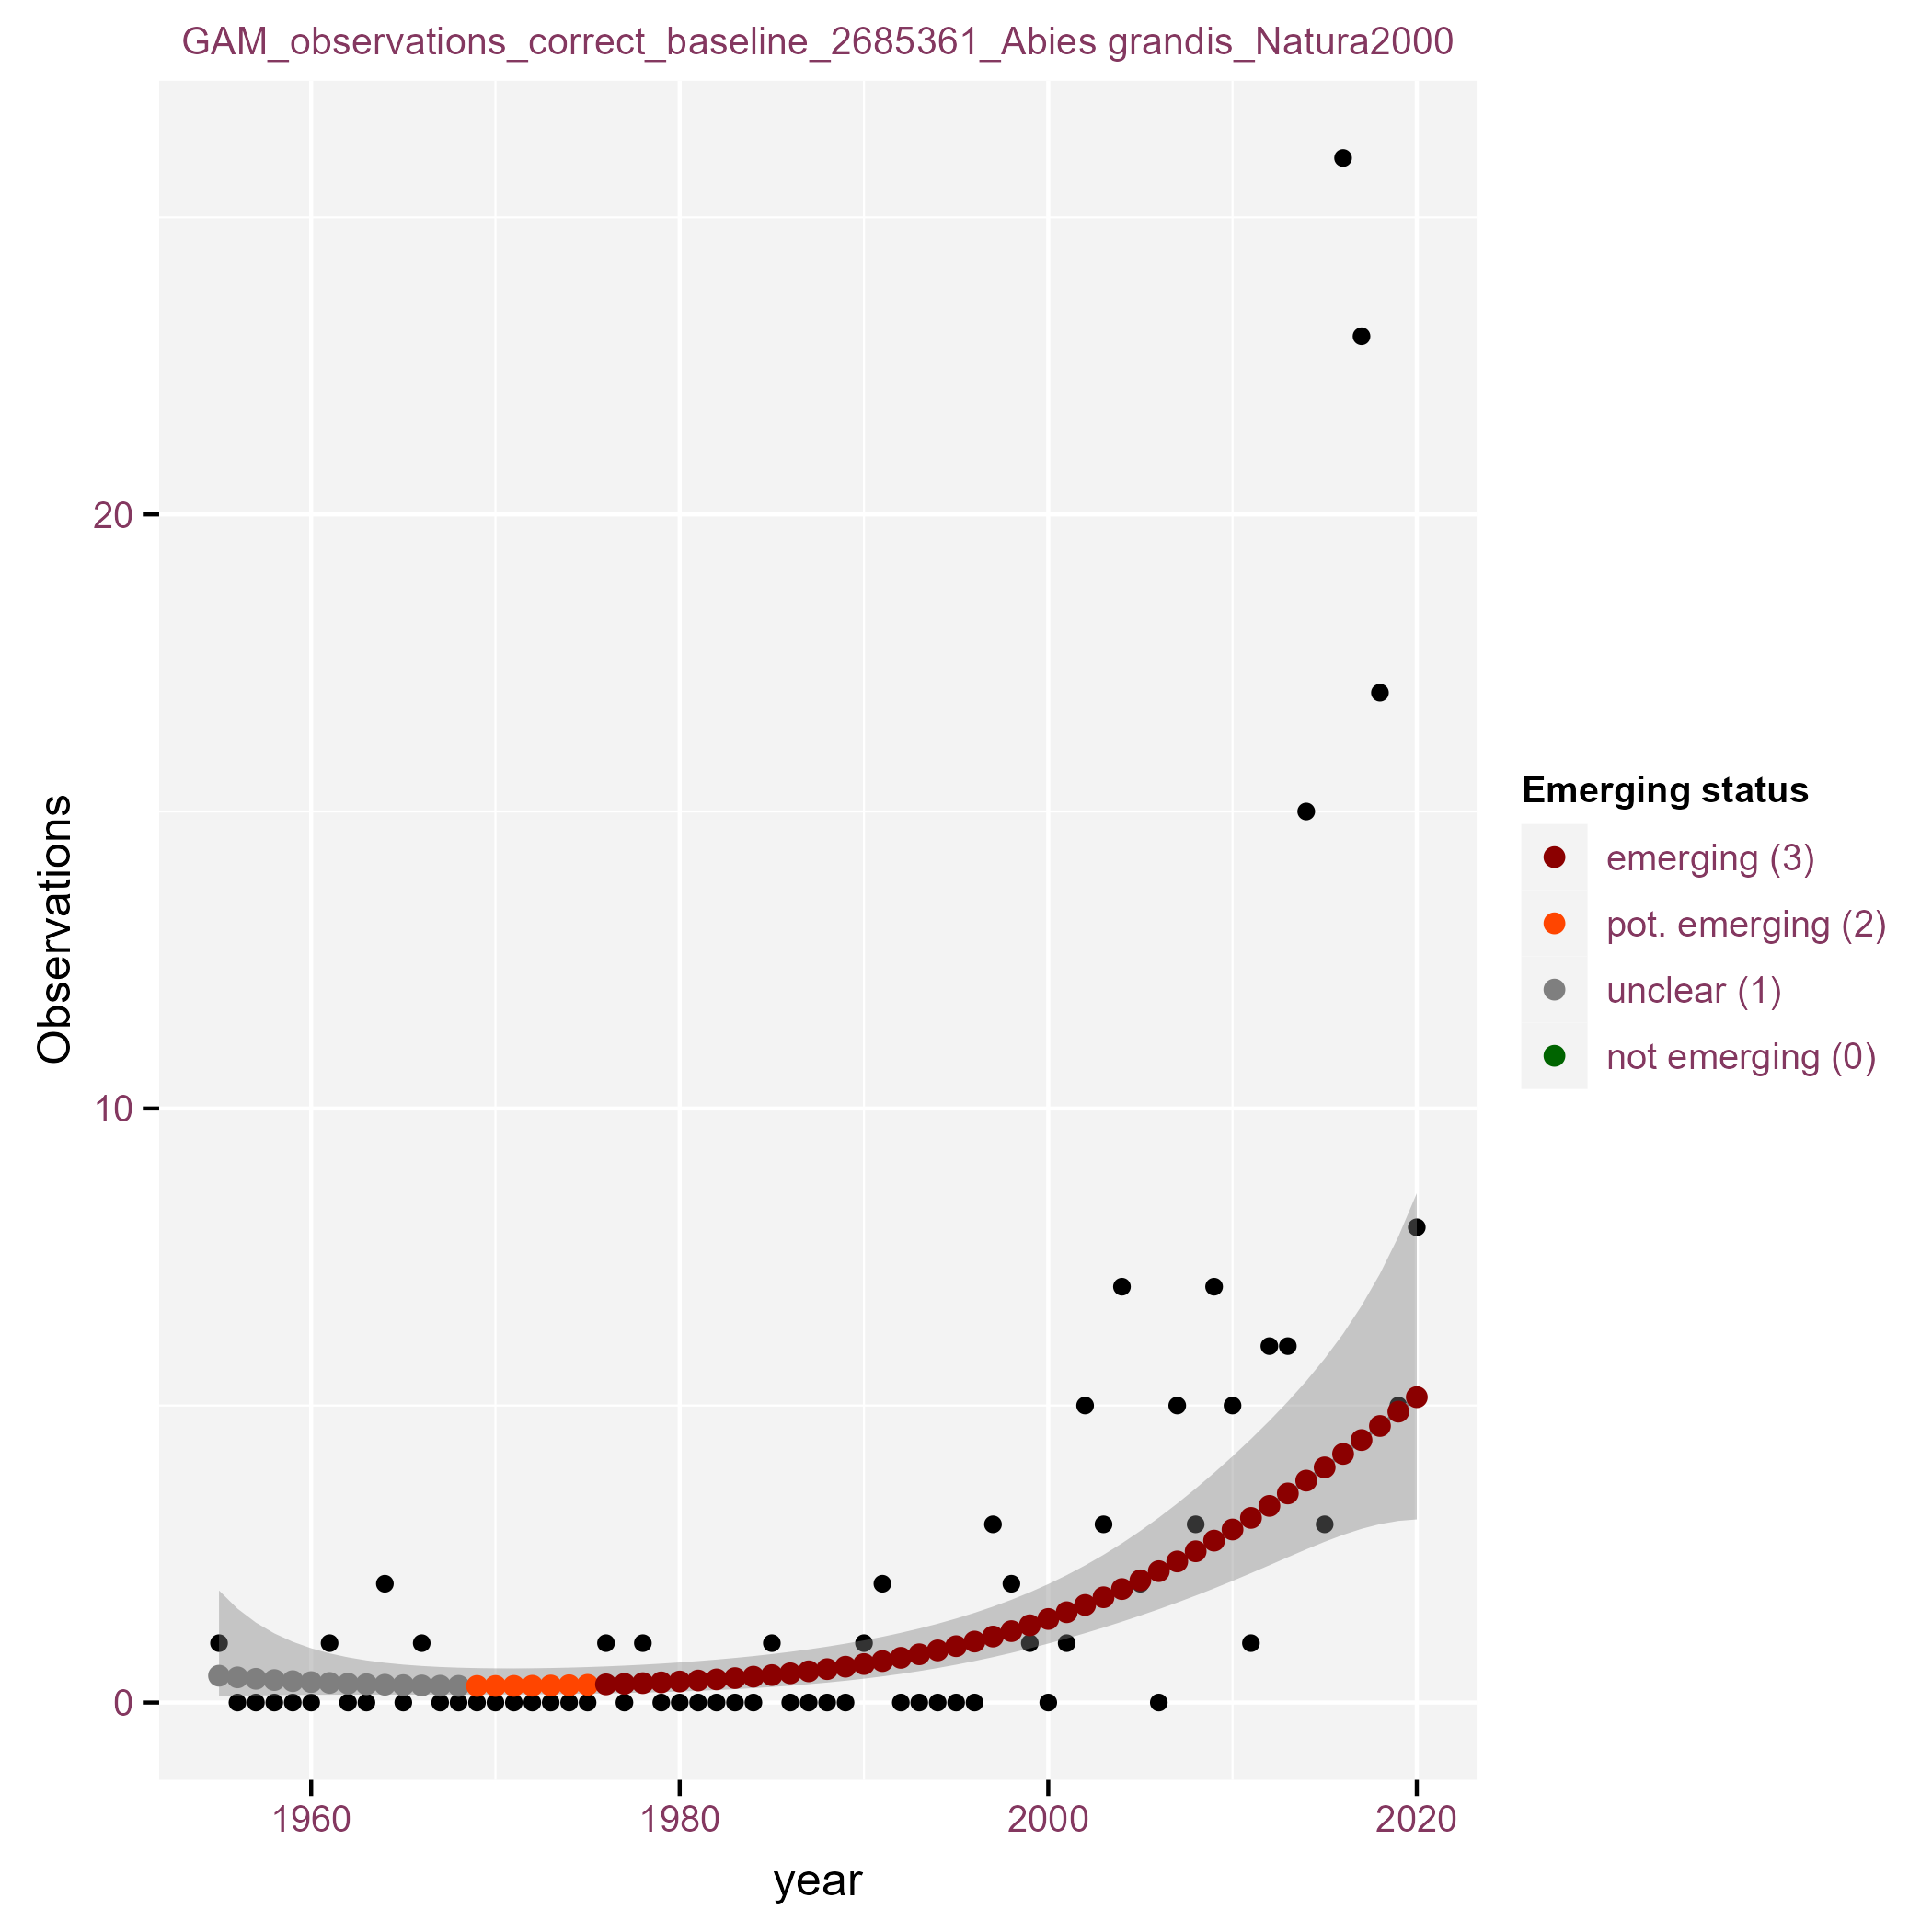 GAM_observations_correct_baseline_2685361_Abies grandis_Natura2000
20
10
0
Observations
1960 1980 2000 2020
year
Emerging status
emerging (3)
pot. emerging (2)
unclear (1)
not emerging (0)